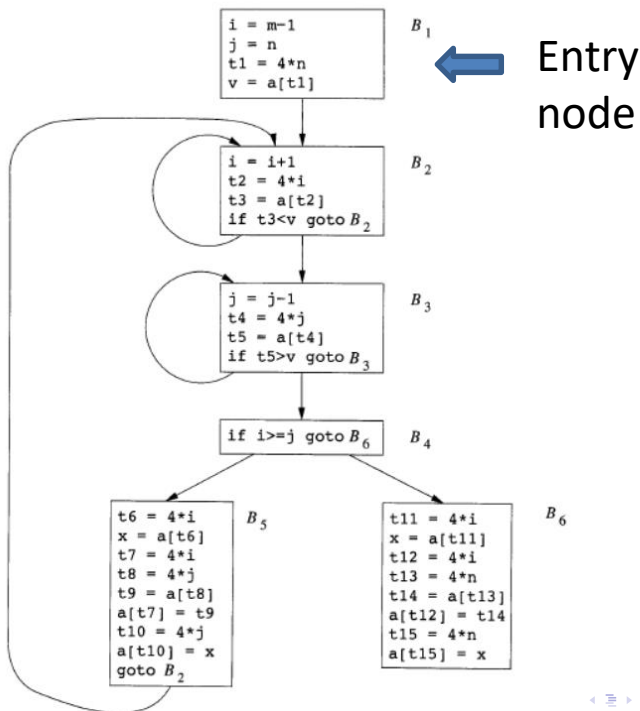 i = m-1
j = n
t1 = 4*n
v = a[t1]
B1
Entry
node
i = i+1
t2 = 4*i
t3 = a[t2]
if t3<v goto B2
B2
j = j-1
t4 = 4*j
t5 = a[t4]
if t5>v goto B3
B3
if i>=j goto B6
B4
t6 = 4*i
x = a[t6]
t7 = 4*i
t8 = 4*j
t9 = a[t8]
a[t7] = t9
t10 = 4*j
a[t10] = x
goto B2
B5
t11 = 4*i
x = a[t11]
t12 = 4*i
t13 = 4*n
t14 = a[t13]
a[t12] = t14
t15 = 4*n
a[t15] = x
B6